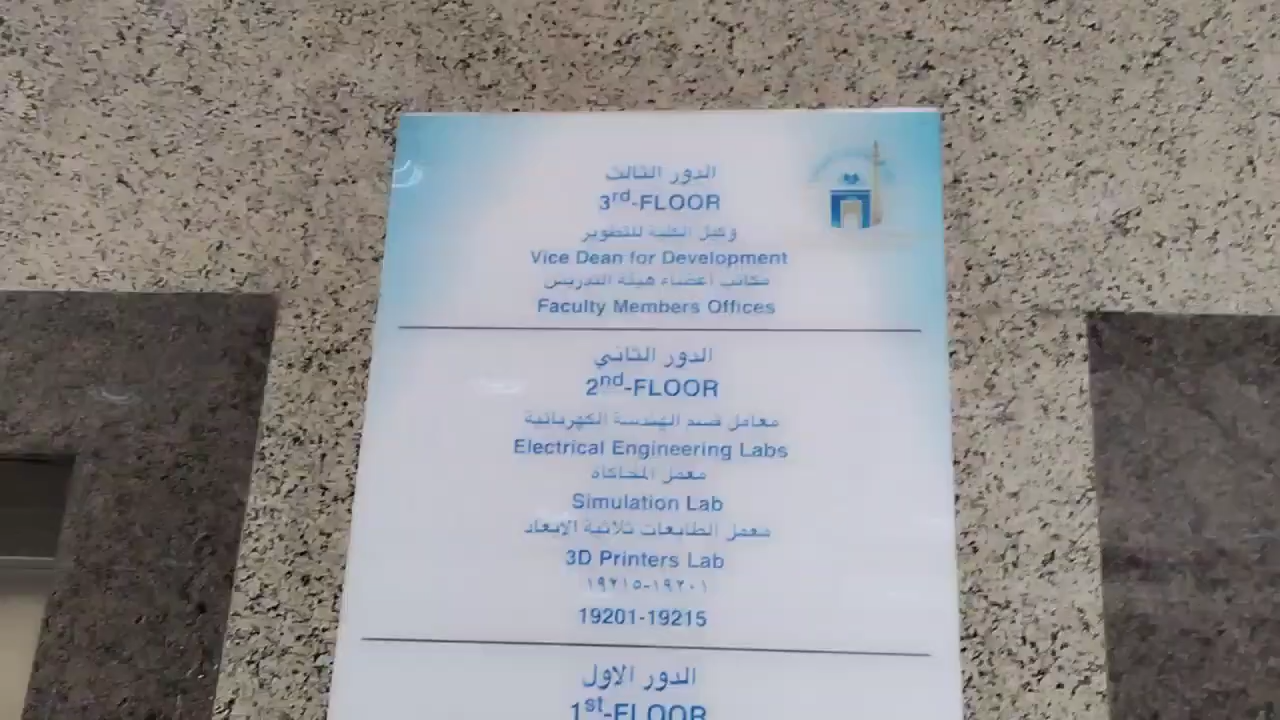 الدور الثالث
3rd-FLOOR
وكيل الكلية للتطوير
Vice Dean for Development
مكاتب أعضاء هيئة التدريس
Faculty Members Offices
الدور الثاني
2nd-FLOOR
معامل قسم الهندسة الكهربائية
Electrical Engineering Labs
معمل المحاكاة
Simulation Lab
معمل الطابعات ثلاثية الابعاد
3D Printers Lab
١٩٢٠١-١٩٢١٥
19201-19215
الدور الاول
1st-FLOOR